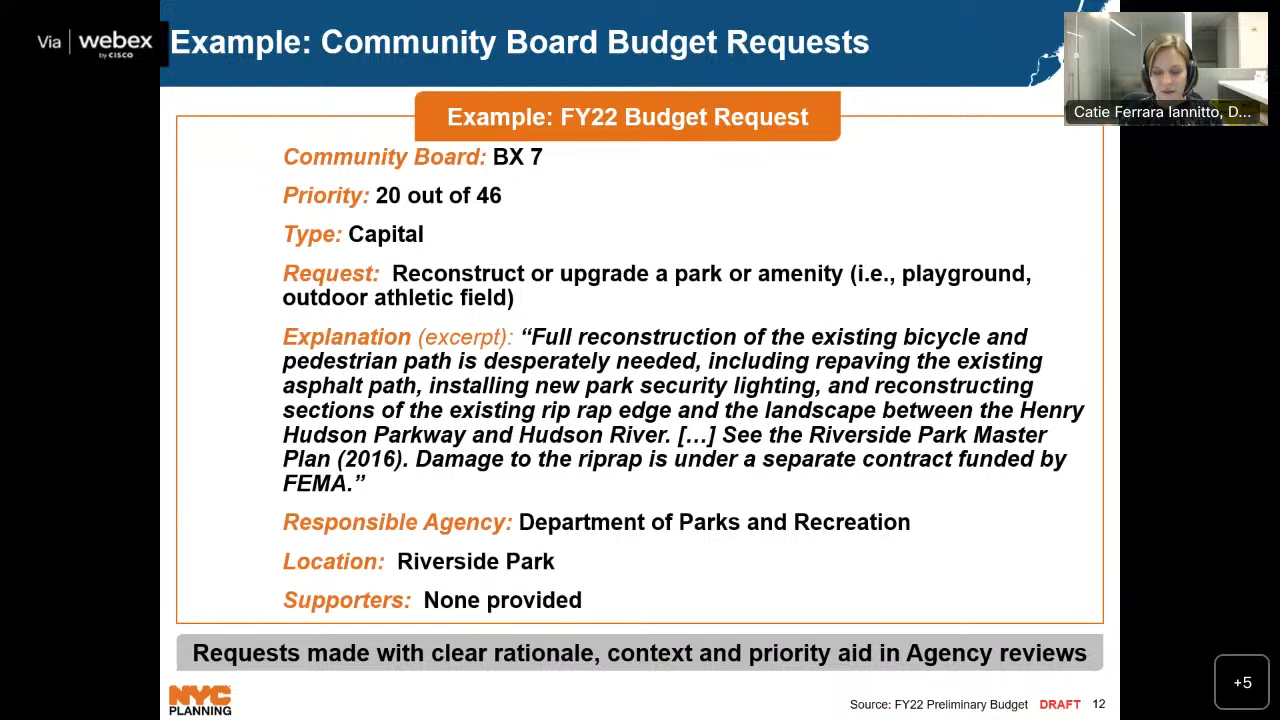 Via | webex
by CISCO
Example: Community Board Budget Requests
Catie Ferrara Iannitto, D...
Example: FY22 Budget Request
Community Board: BX 7
Priority: 20 out of 46
Type: Capital
Request: Reconstruct or upgrade a park or amenity (i.e., playground,
outdoor athletic field)
Explanation (excerpt): “Full reconstruction of the existing bicycle and
pedestrian path is desperately needed, including repaving the existing
asphalt path, installing new park security lighting, and reconstructing
sections of the existing rip rap edge and the landscape between the Henry
Hudson Parkway and Hudson River. […] See the Riverside Park Master
Plan (2016). Damage to the riprap is under a separate contract funded by
FEMA.”
Responsible Agency: Department of Parks and Recreation
Location: Riverside Park
Supporters: None provided
Requests made with clear rationale, context and priority aid in Agency reviews
NYC
PLANNING
Source: FY22 Preliminary Budget DRAFT 12
+5